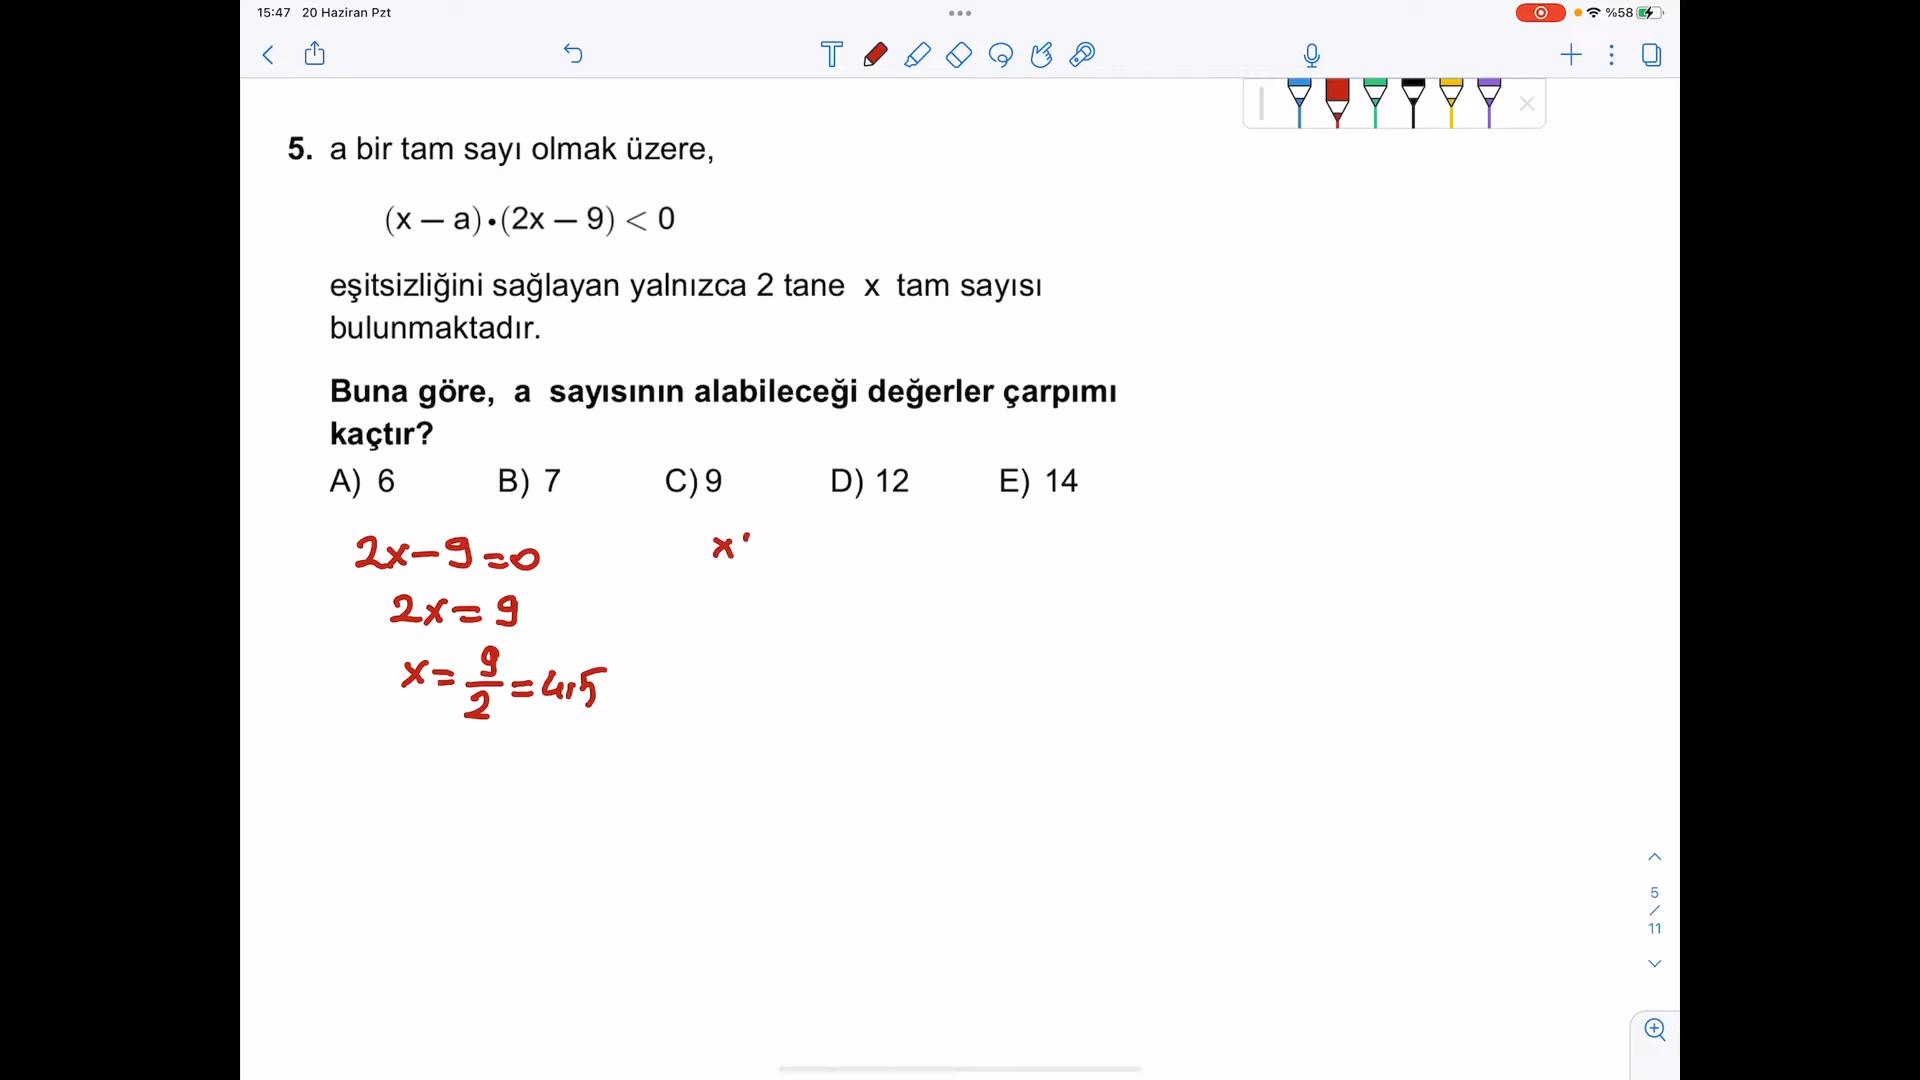 15:47 20 Haziran Pzt
%58
5. a bir tam sayı olmak üzere,
(x – a)•(2x – 9) < 0
eşitsizliğini sağlayan yalnızca 2 tane x tam sayısı
bulunmaktadır.
Buna göre, a sayısının alabileceği değerler çarpımı
kaçtır?
A) 6 B) 7 C) 9 D) 12 E) 14
2x-9=0
2x=9
x=9/2=4,5
x
5
/
11